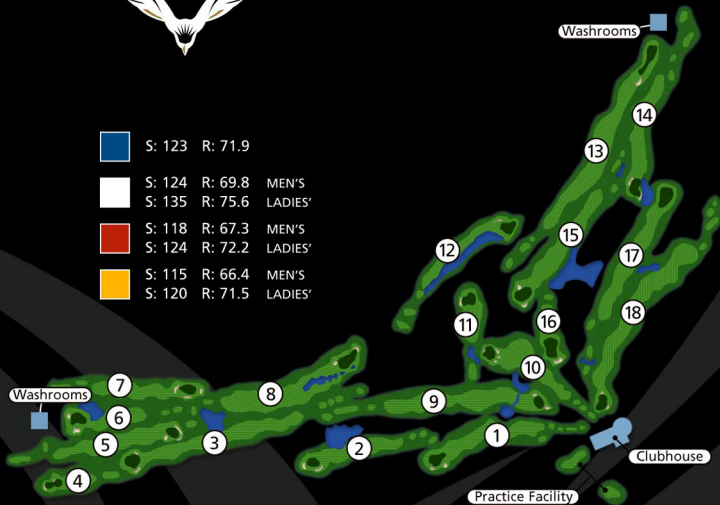 Washrooms
S: 123 R: 71.9
S: 124 R: 69.8 MEN'S
S: 135 R: 75.6 LADIES'
S: 118 R: 67.3 MEN'S
S: 124 R: 72.2 LADIES'
S: 115 R: 66.4 MEN'S
S: 120 R: 71.5 LADIES'
14
13
15
12
17
18
11
16
10
Washrooms
7
8
9
6
5
3
1
2
4
Clubhouse
Practice Facility